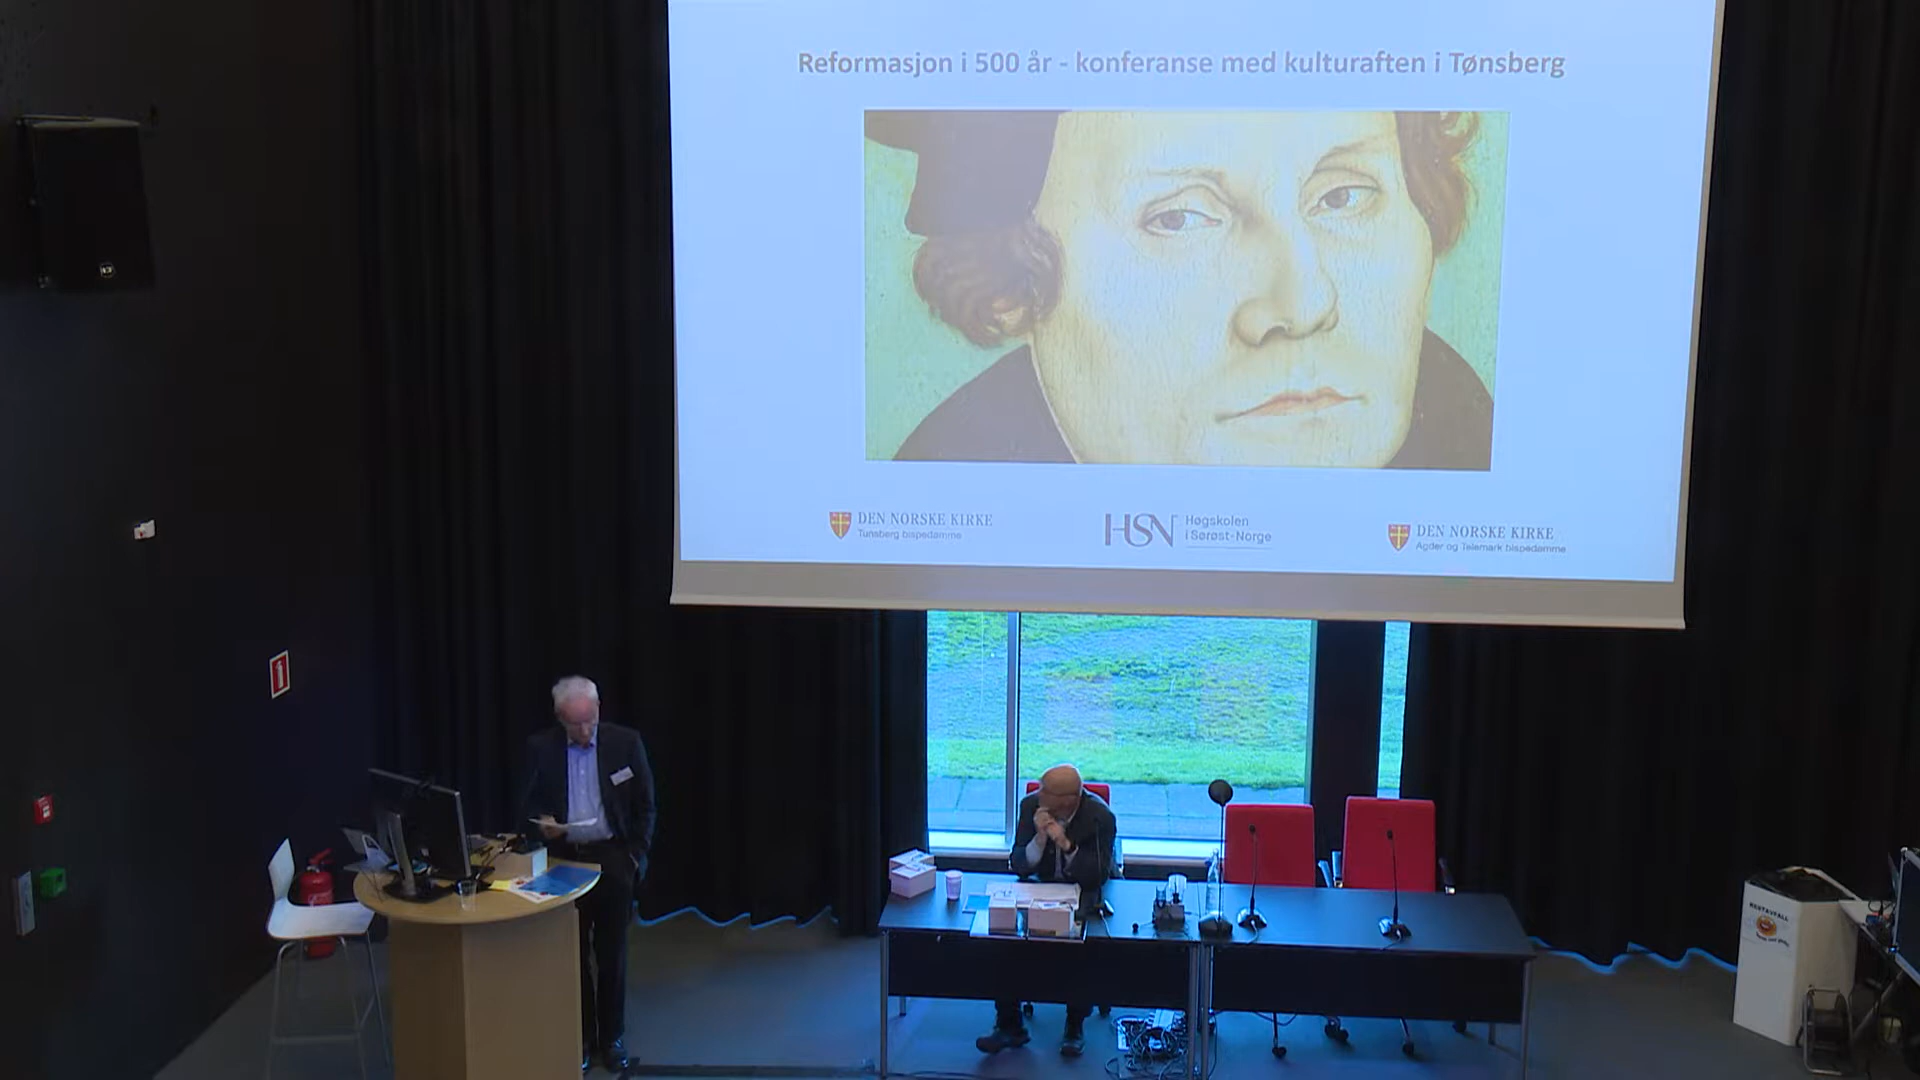 Reformasjon i 500 år - konferanse med kulturaften i Tønsberg
DEN NORSKE KIRKE
Tunsberg bispedømme
HSN
Høgskolen
i Sørøst-Norge
DEN NORSKE KIRKE
Agder og Telemark bispedømme
RESTAVFALL